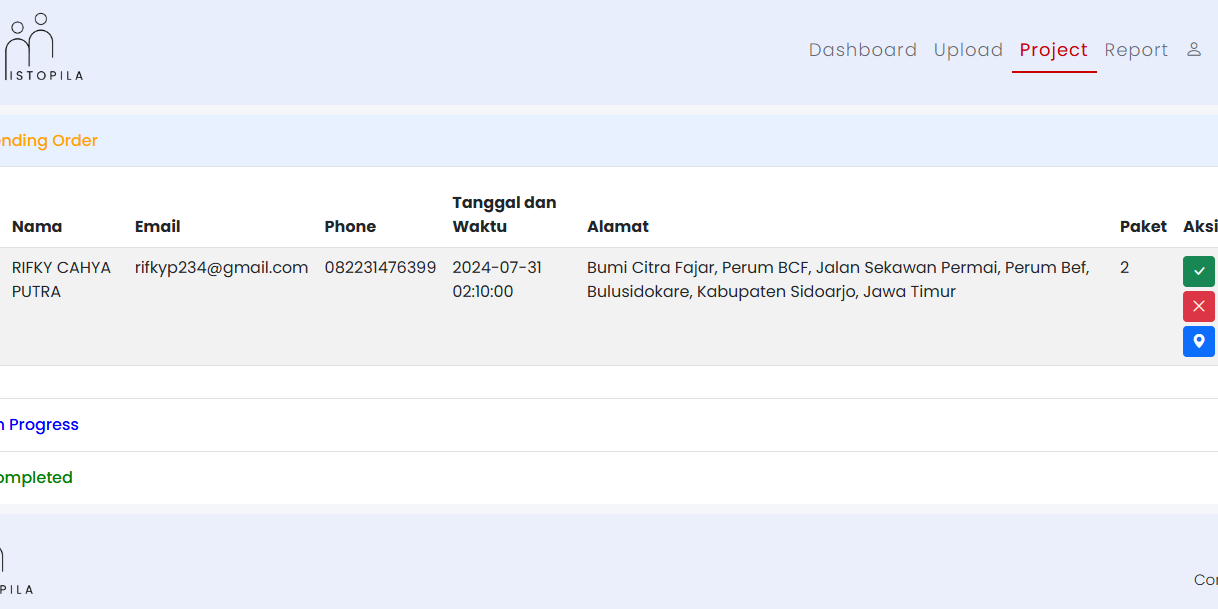 ISTOPILA
Dashboard Upload Project Report
nding Order
Nama Email Phone Tanggal dan Waktu Alamat Paket Aksi
RIFKY CAHYA PUTRA rifkyp234@gmail.com 082231476399 2024-07-31 02:10:00 Bumi Citra Fajar, Perum BCF, Jalan Sekawan Permai, Perum Bef, Bulusidokare, Kabupaten Sidoarjo, Jawa Timur 2
n Progress
ompleted
PILA
Cor